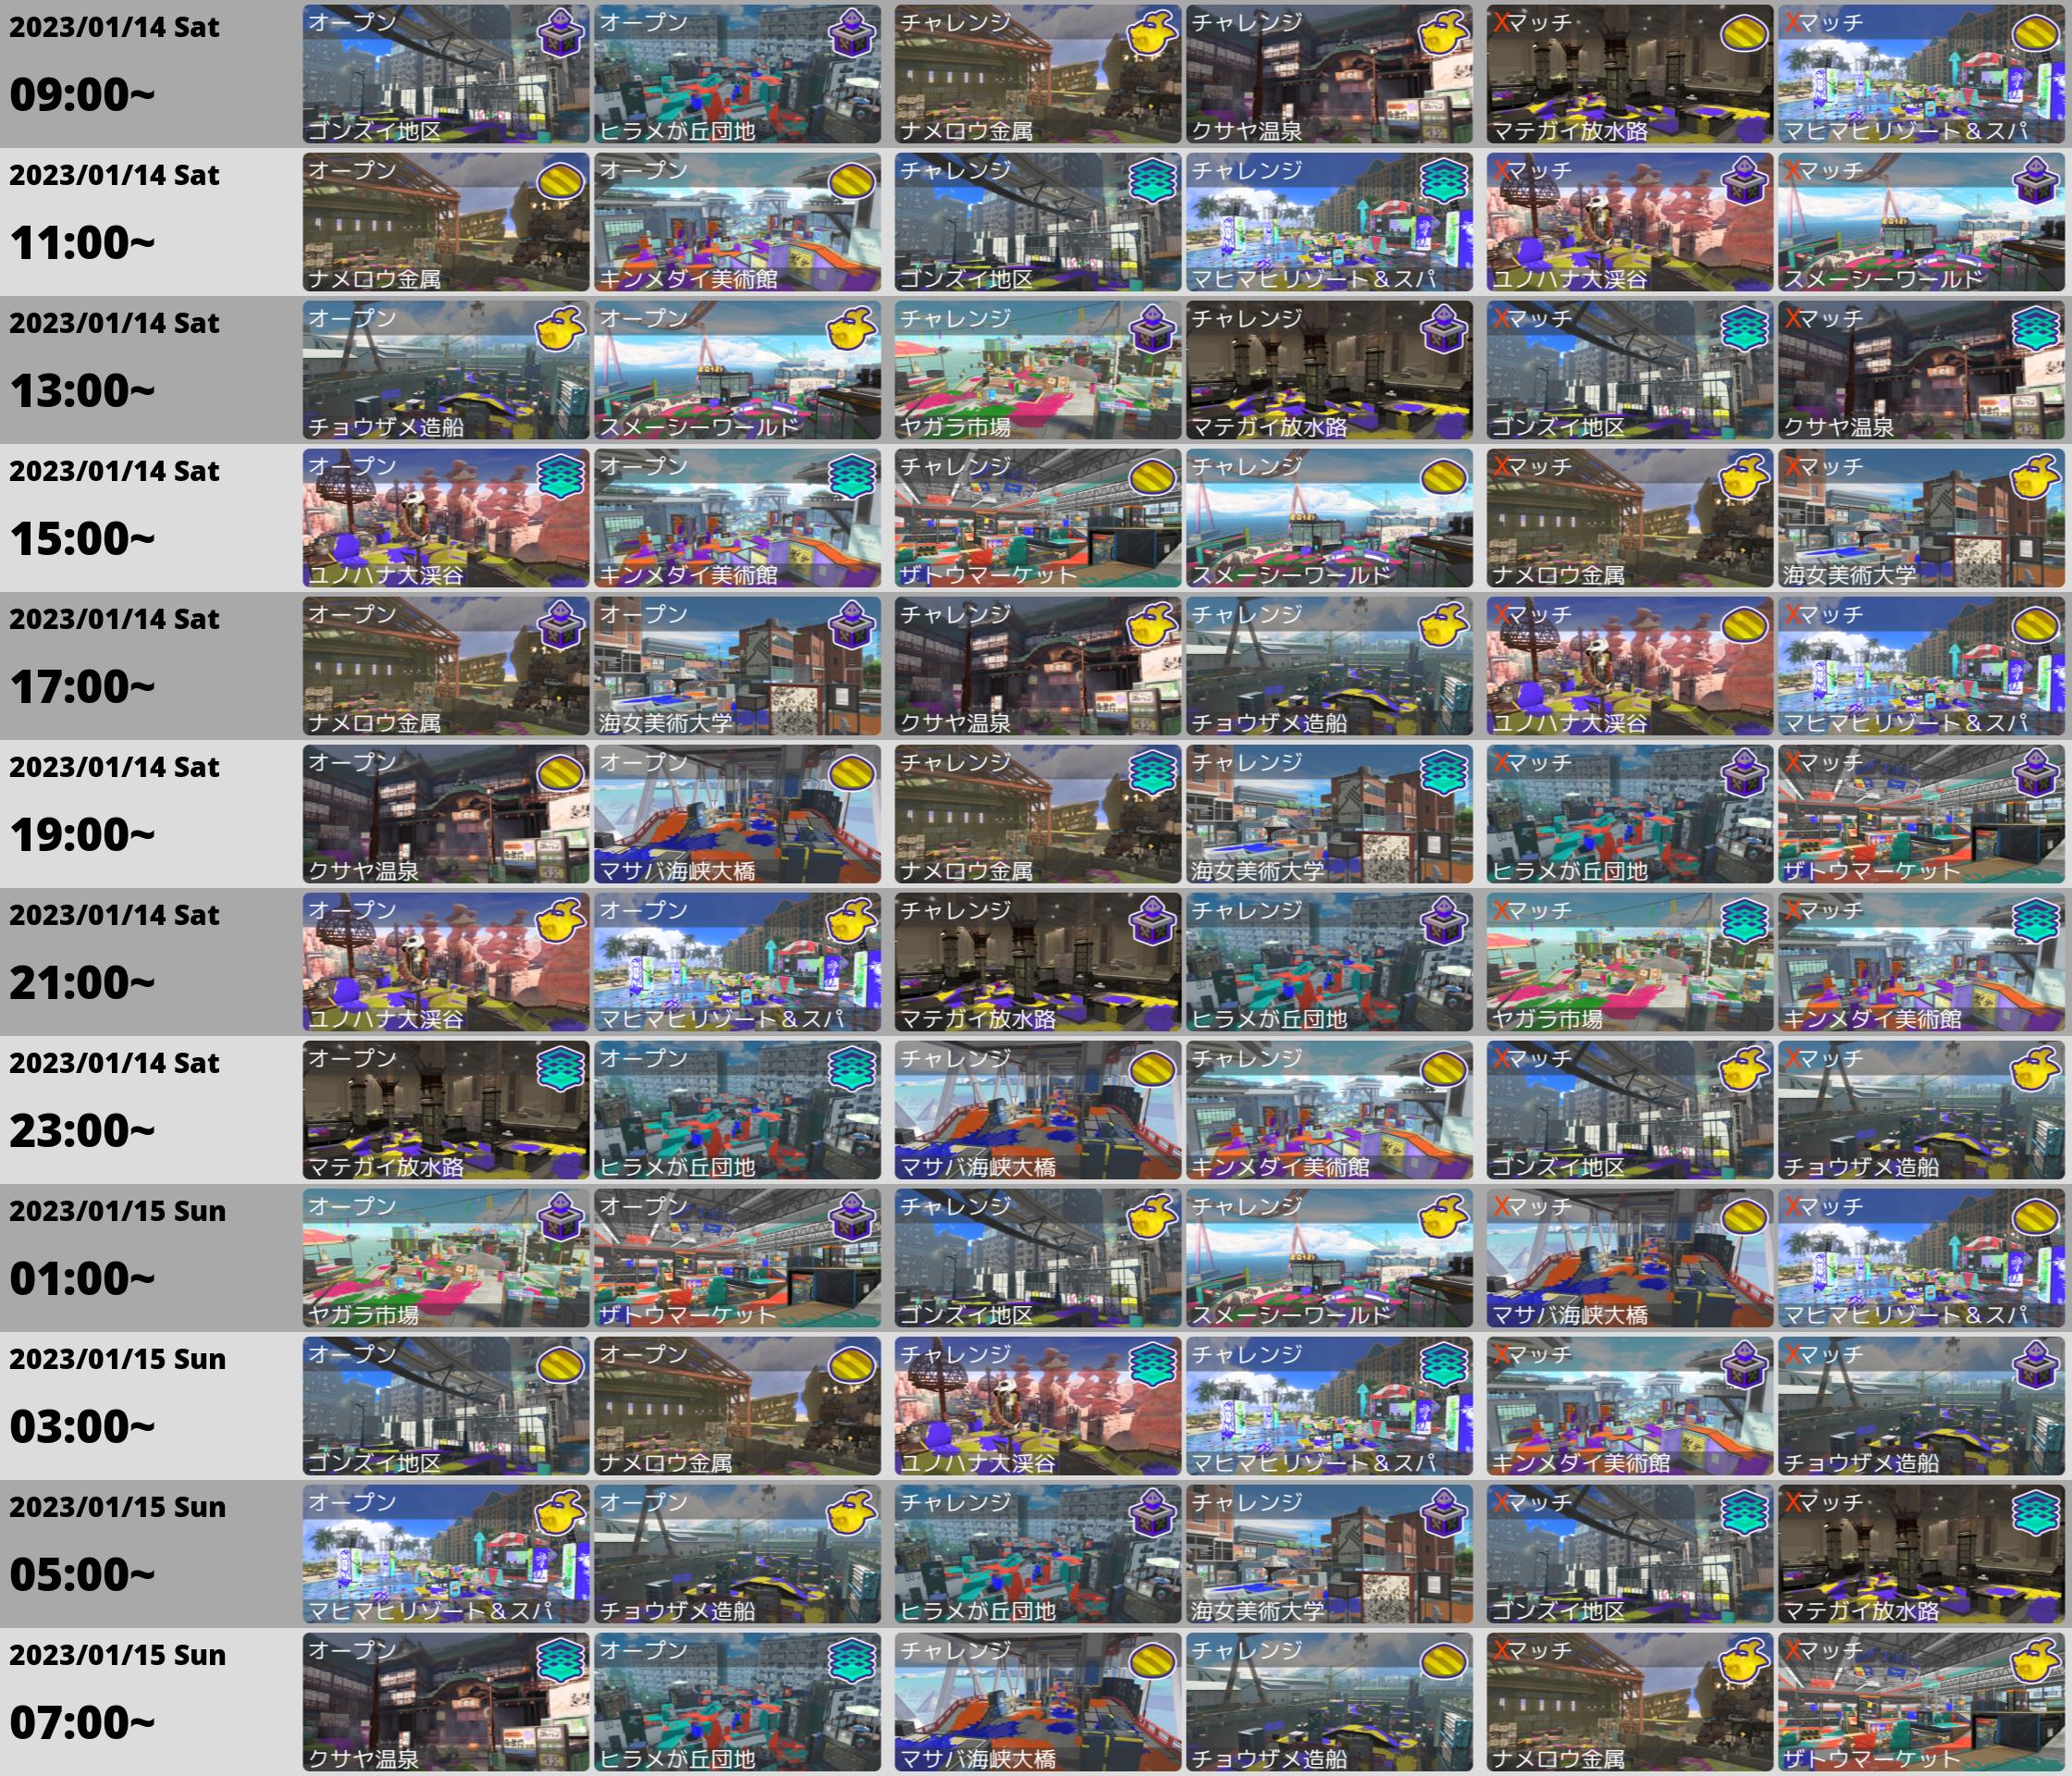 2023/01/14 Sat
09:00~
オープン
ゴンズイ地区
オープン
ヒラメが丘団地
チャレンジ
ナメロウ金属
チャレンジ
クサヤ温泉
Xマッチ
マテガイ放水路
Xマッチ
マヒマヒリゾート＆スパ
2023/01/14 Sat
11:00~
オープン
ナメロウ金属
オープン
キンメダイ美術館
チャレンジ
ゴンズイ地区
チャレンジ
マヒマヒリゾート＆スパ
Xマッチ
ユノハナ大渓谷
Xマッチ
スメーシーワールド
2023/01/14 Sat
13:00~
オープン
チョウザメ造船
オープン
スメーシーワールド
チャレンジ
ヤガラ市場
チャレンジ
マテガイ放水路
Xマッチ
ゴンズイ地区
Xマッチ
クサヤ温泉
2023/01/14 Sat
15:00~
オープン
ユノハナ大渓谷
オープン
キンメダイ美術館
チャレンジ
ザトウマーケット
チャレンジ
スメーシーワールド
Xマッチ
ナメロウ金属
Xマッチ
海女美術大学
2023/01/14 Sat
17:00~
オープン
ナメロウ金属
オープン
海女美術大学
チャレンジ
クサヤ温泉
チャレンジ
チョウザメ造船
Xマッチ
ユノハナ大渓谷
Xマッチ
マヒマヒリゾート＆スパ
2023/01/14 Sat
19:00~
オープン
クサヤ温泉
オープン
マサバ海峡大橋
チャレンジ
ナメロウ金属
チャレンジ
海女美術大学
Xマッチ
ヒラメが丘団地
Xマッチ
ザトウマーケット
2023/01/14 Sat
21:00~
オープン
ユノハナ大渓谷
オープン
マヒマヒリゾート＆スパ
チャレンジ
マテガイ放水路
チャレンジ
ヒラメが丘団地
Xマッチ
ヤガラ市場
Xマッチ
キンメダイ美術館
2023/01/14 Sat
23:00~
オープン
マテガイ放水路
オープン
ヒラメが丘団地
チャレンジ
マサバ海峡大橋
チャレンジ
キンメダイ美術館
Xマッチ
ゴンズイ地区
Xマッチ
チョウザメ造船
2023/01/15 Sun
01:00~
オープン
ヤガラ市場
オープン
ザトウマーケット
チャレンジ
ゴンズイ地区
チャレンジ
スメーシーワールド
Xマッチ
マサバ海峡大橋
Xマッチ
マヒマヒリゾート＆スパ
2023/01/15 Sun
03:00~
オープン
ゴンズイ地区
オープン
ナメロウ金属
チャレンジ
ユノハナ大渓谷
チャレンジ
マヒマヒリゾート＆スパ
Xマッチ
キンメダイ美術館
Xマッチ
チョウザメ造船
2023/01/15 Sun
05:00~
オープン
マヒマヒリゾート＆スパ
オープン
チョウザメ造船
チャレンジ
ヒラメが丘団地
チャレンジ
海女美術大学
Xマッチ
ゴンズイ地区
Xマッチ
マテガイ放水路
2023/01/15 Sun
07:00~
オープン
クサヤ温泉
オープン
ヒラメが丘団地
チャレンジ
マサバ海峡大橋
チャレンジ
チョウザメ造船
Xマッチ
ナメロウ金属
Xマッチ
ザトウマーケット